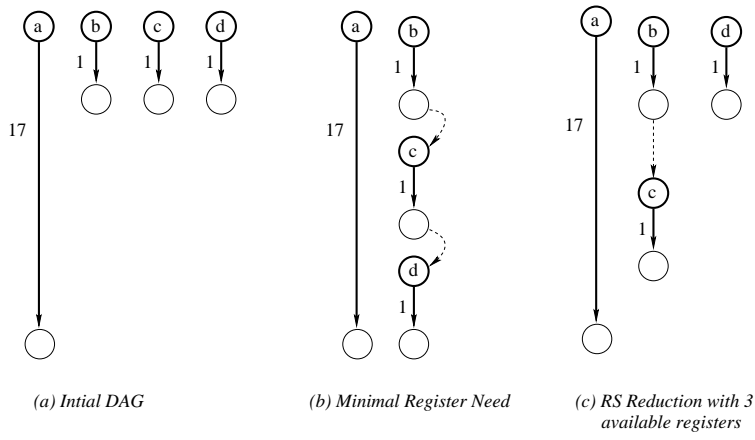 a b c d a b a b d
1 1 1 1 1 1
17 17 17
c
1
c
1
d
1
(a) Intial DAG (b) Minimal Register Need (c) RS Reduction with 3
available registers